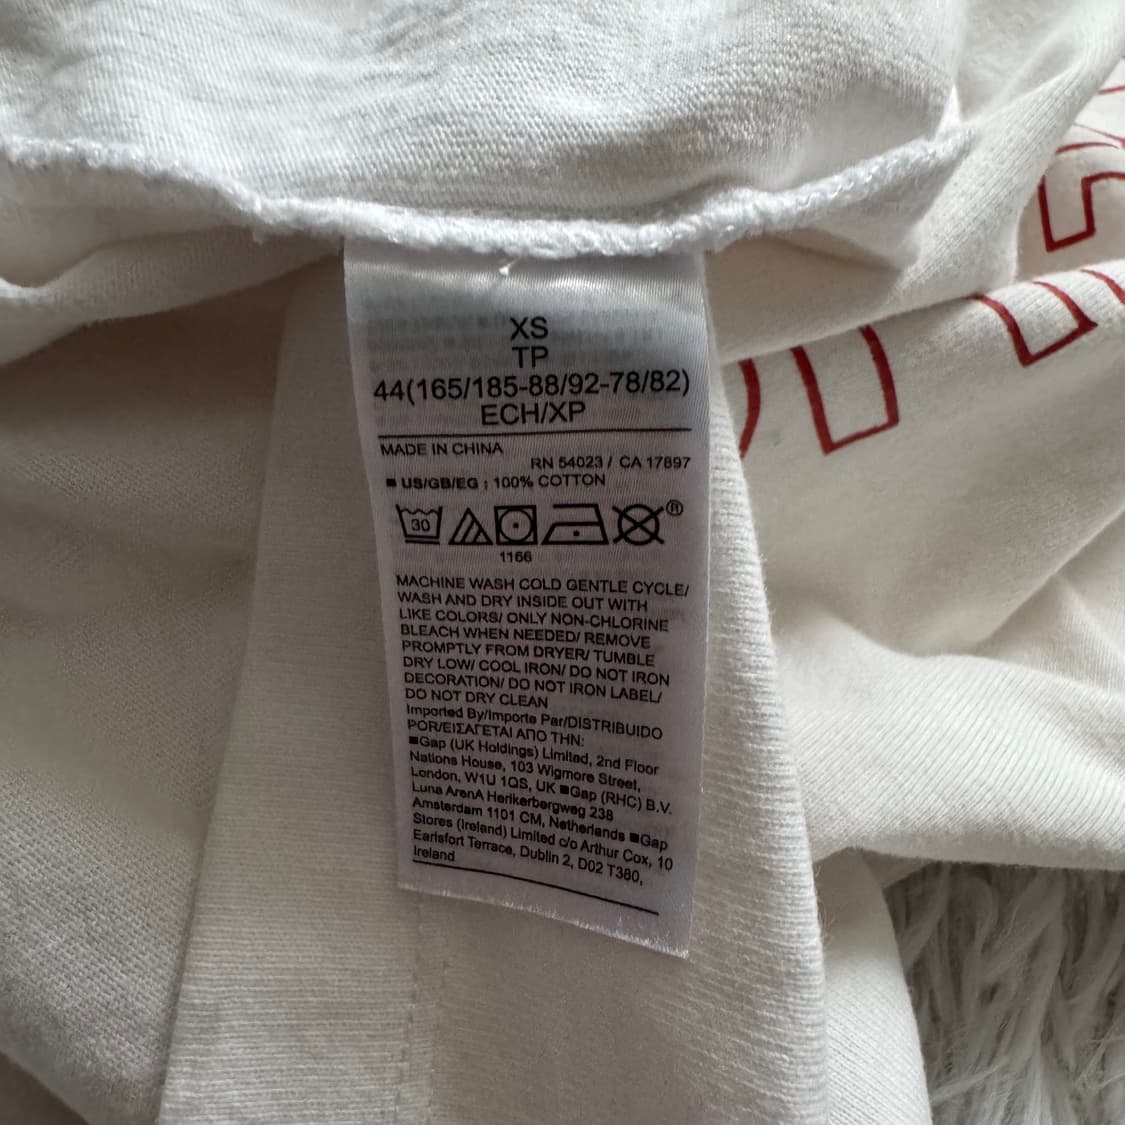 XS
TP
44(165/185-88/92-78/82)
ECH/XP
MADE IN CHINA
RN 54023 / CA 17897
■ US/GB/EG : 100% COTTON
30
®
1166
MACHINE WASH COLD GENTLE CYCLE/
WASH AND DRY INSIDE OUT WITH
LIKE COLORS/ ONLY NON-CHLORINE
BLEACH WHEN NEEDED/ REMOVE
PROMPTLY FROM DRYER/ TUMBLE
DRY LOW/ COOL IRON/ DO NOT IRON
DECORATION/ DO NOT IRON LABEL/
DO NOT DRY CLEAN
Imported By/Importe Par/DISTRIBUIDO
POR/ΕΙΣΑΓΕΤΑΙ ΑΠΟ ΤΗΝ:
■Gap (UK Holdings) Limited, 2nd Floor
Nations House, 103 Wigmore Street,
London, W1U 1QS, UK ■Gap (RHC) B.V.
Luna ArenA Herikerbergweg 238
Amsterdam 1101 CM, Netherlands ■Gap
Stores (Ireland) Limited c/o Arthur Cox, 10
Earlsfort Terrace, Dublin 2, D02 T380,
Ireland